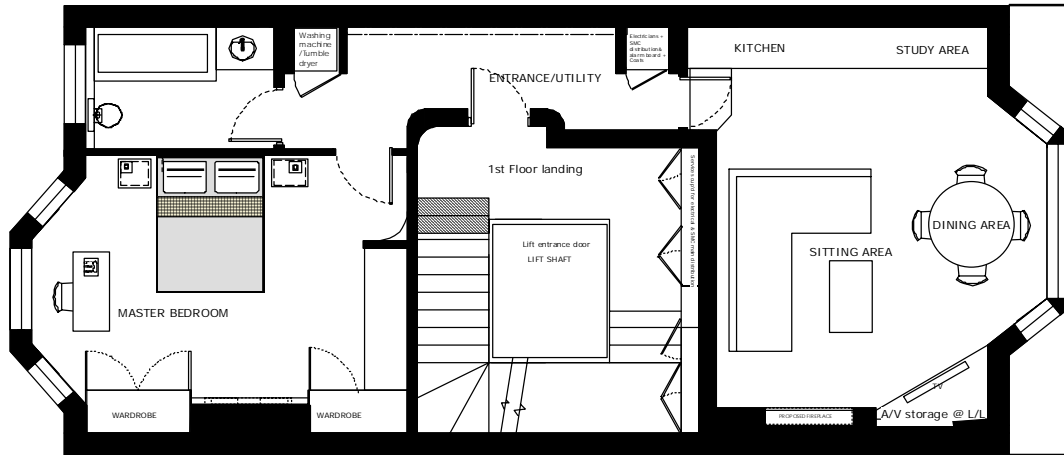 Washing
machine
/Tumble
dryer
Electricians +
SMC
distribution&
alarm board +
Coats
KITCHEN
STUDY AREA
ENTRANCE/UTILITY
1st Floor landing
Lift entrance door
LIFT SHAFT
DINING AREA
SITTING AREA
MASTER BEDROOM
WARDROBE
WARDROBE
TV
PROPOSED FIREPLACE
A/V storage @ L/L